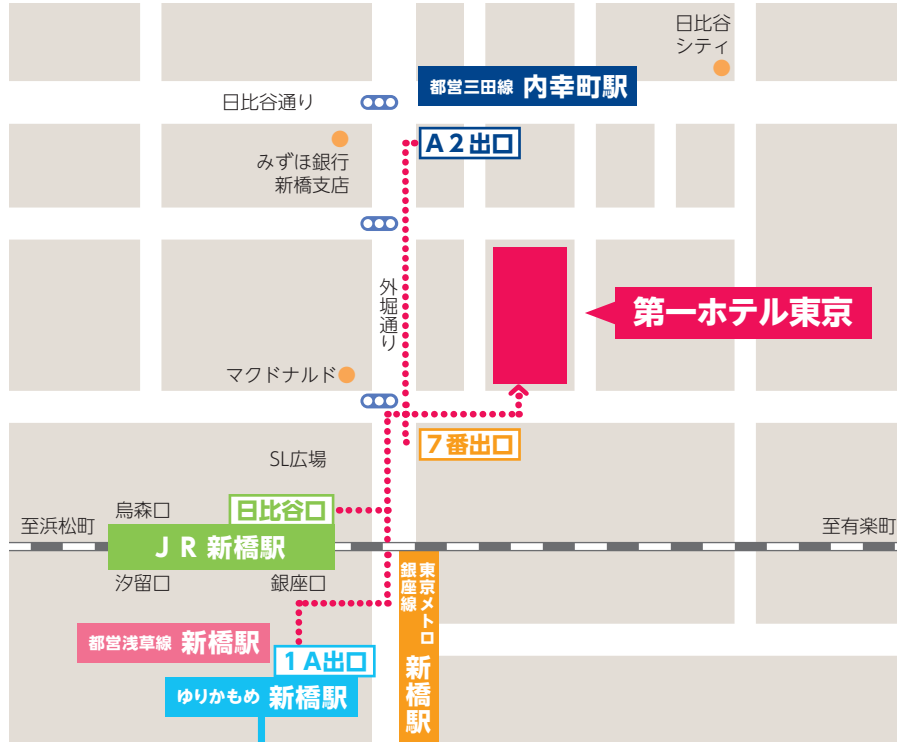 日比谷
シティ
都営三田線 内幸町駅
日比谷通り
A2出口
みずほ銀行
新橋支店
外堀通り
第一ホテル東京
マクドナルド
7番出口
SL広場
日比谷口
烏森口
至浜松町
至有楽町
JR 新橋駅
汐留口
銀座口
東京メトロ
銀座線
新橋駅
都営浅草線 新橋駅
1A出口
ゆりかもめ 新橋駅